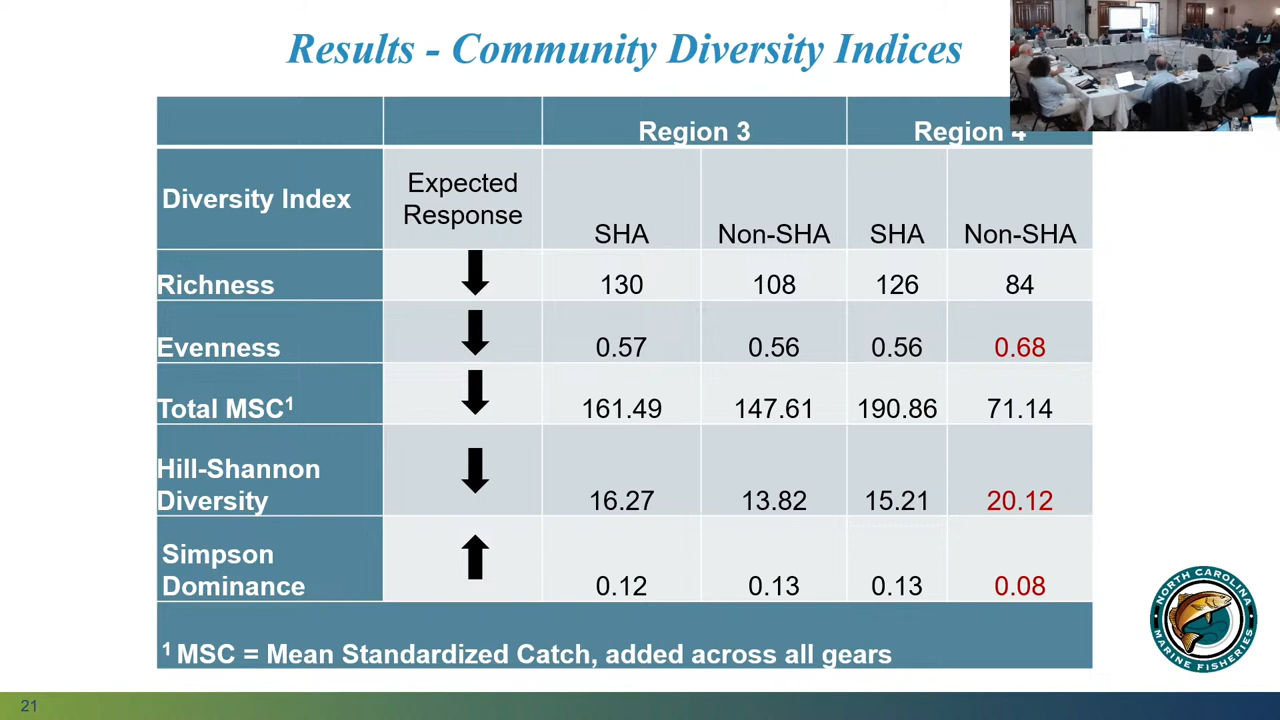 Results - Community Diversity Indices
Region 3 Region 4
Diversity Index Expected Response SHA Non-SHA SHA Non-SHA
Richness 130 108 126 84
Evenness 0.57 0.56 0.56 0.68
Total MSC¹ 161.49 147.61 190.86 71.14
Hill-Shannon
Diversity 16.27 13.82 15.21 20.12
Simpson
Dominance 0.12 0.13 0.13 0.08
¹ MSC = Mean Standardized Catch, added across all gears
NORTH CAROLINA
MARINE FISHERIES
21